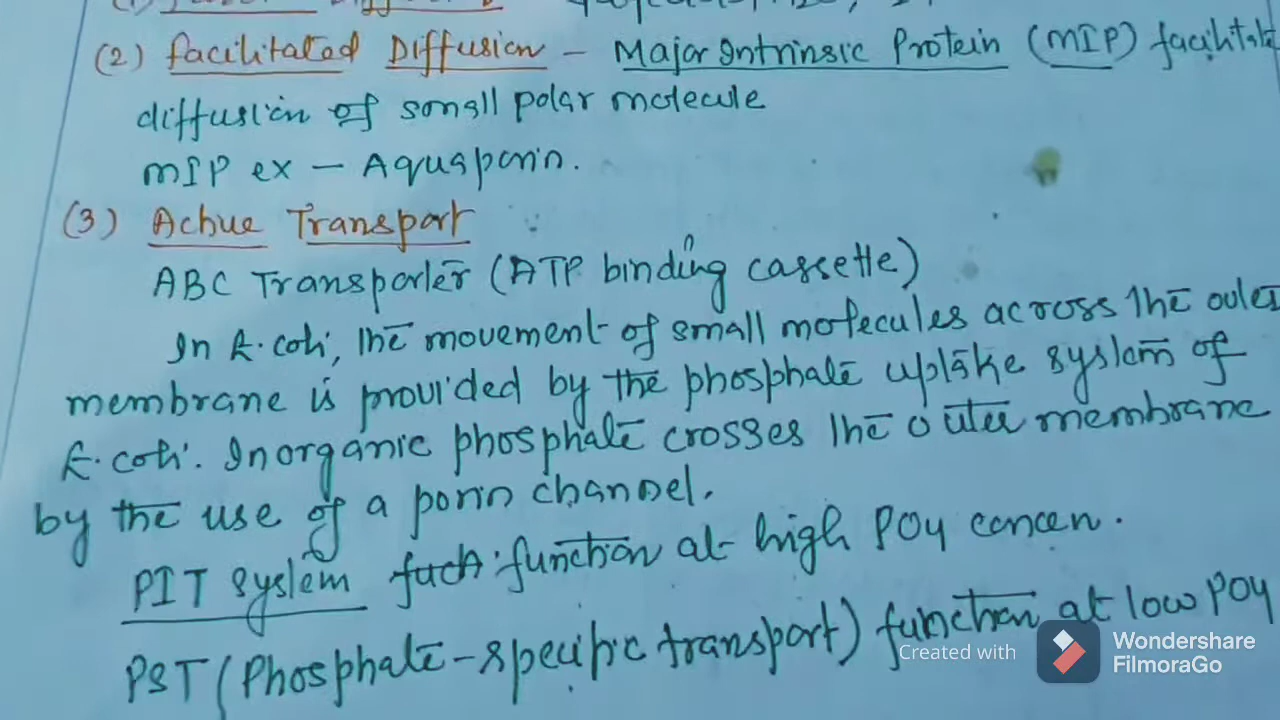 (2) Facilitated Diffusion - Major Intrinsic Protein (MIP) facilitate
diffusion of small polar molecule
MIP ex - Aquaporin.
(3) Active Transport
ABC Transporter (ATP binding cassette)
In E.coli, the movement of small molecules across the outer
membrane is provided by the phosphate uptake system of
E.coli. Inorganic phosphate crosses the outer membrane
by the use of a porin channel.
PIT system function at high PO4 concen.
PST (Phosphate-specific transport) function at low PO4
Created with Wondershare
FilmoraGo